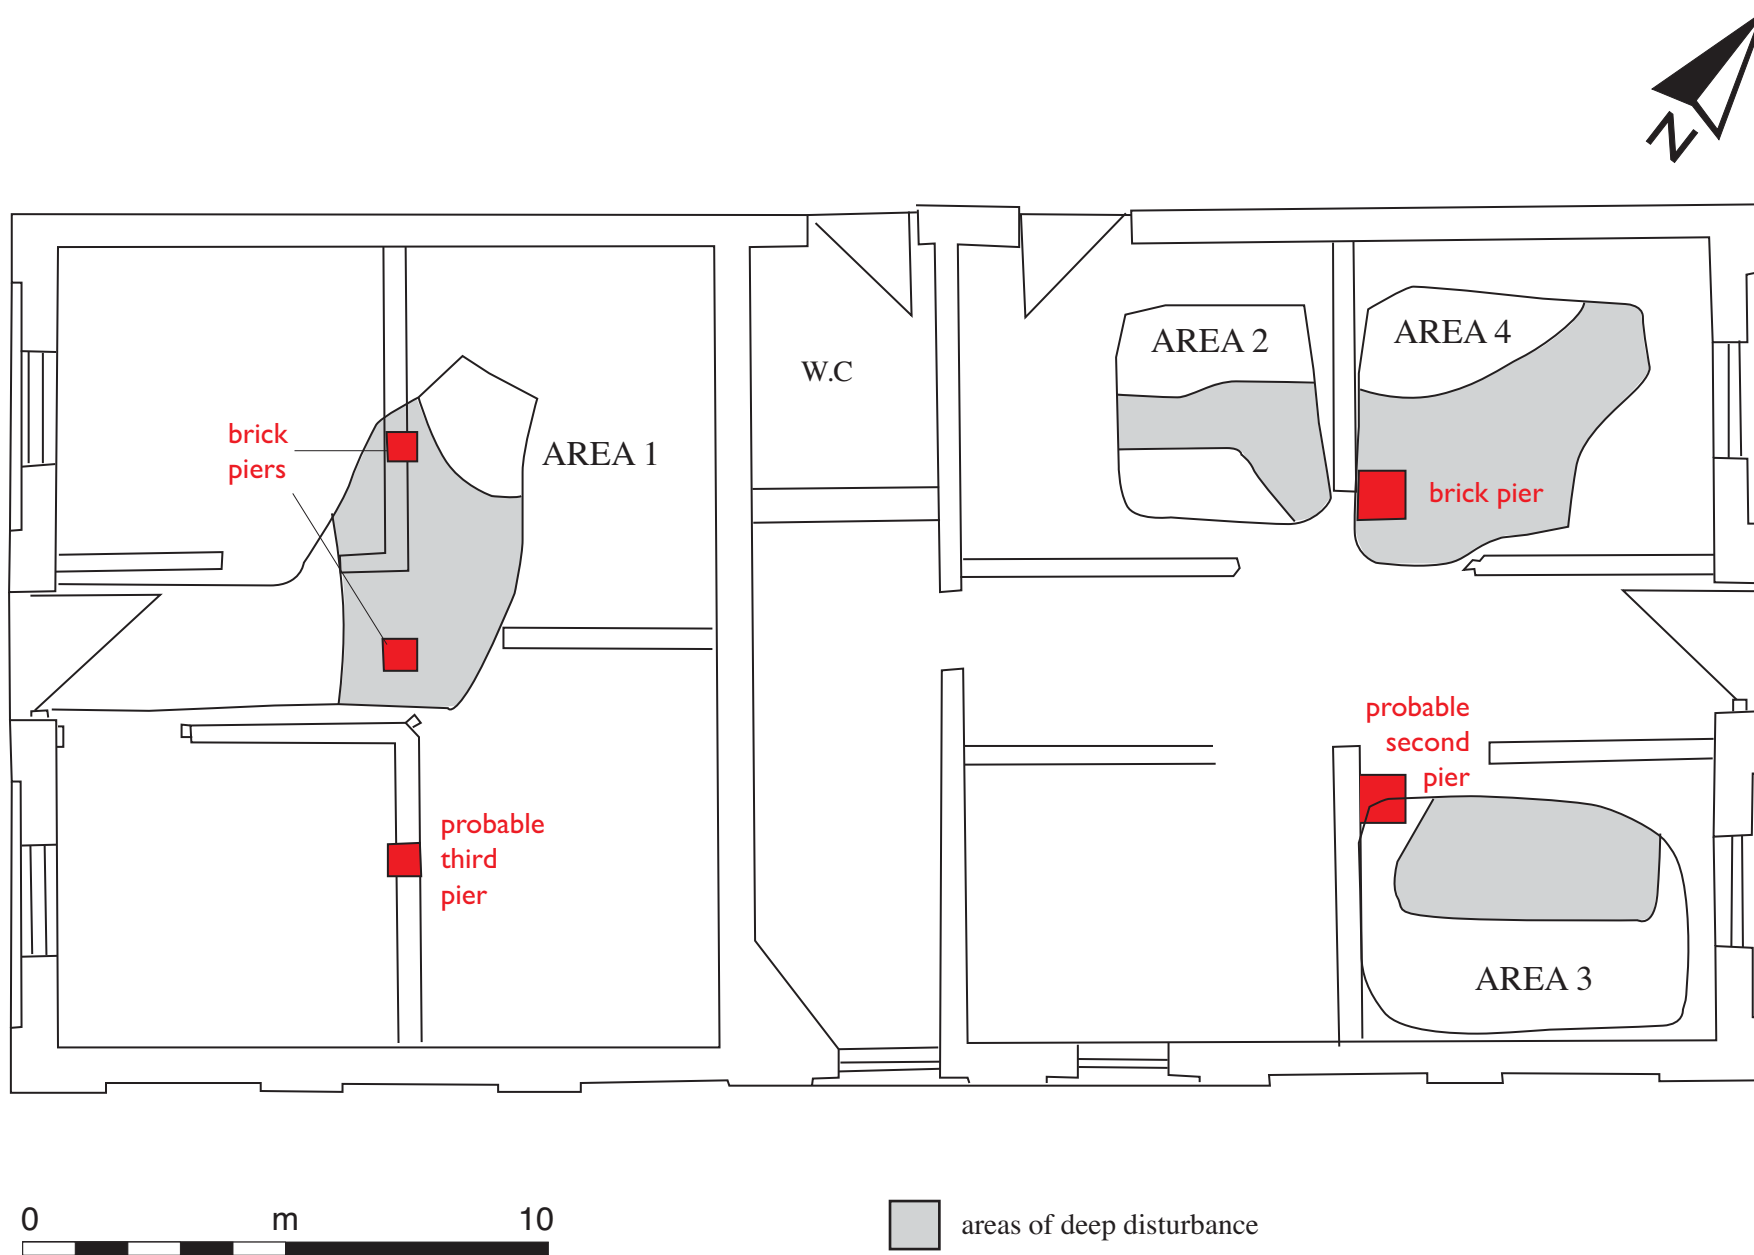 N
AREA 2
AREA 4
W.C
brick
piers
AREA 1
brick pier
probable
second
pier
probable
third
pier
AREA 3
0 m 10
areas of deep disturbance